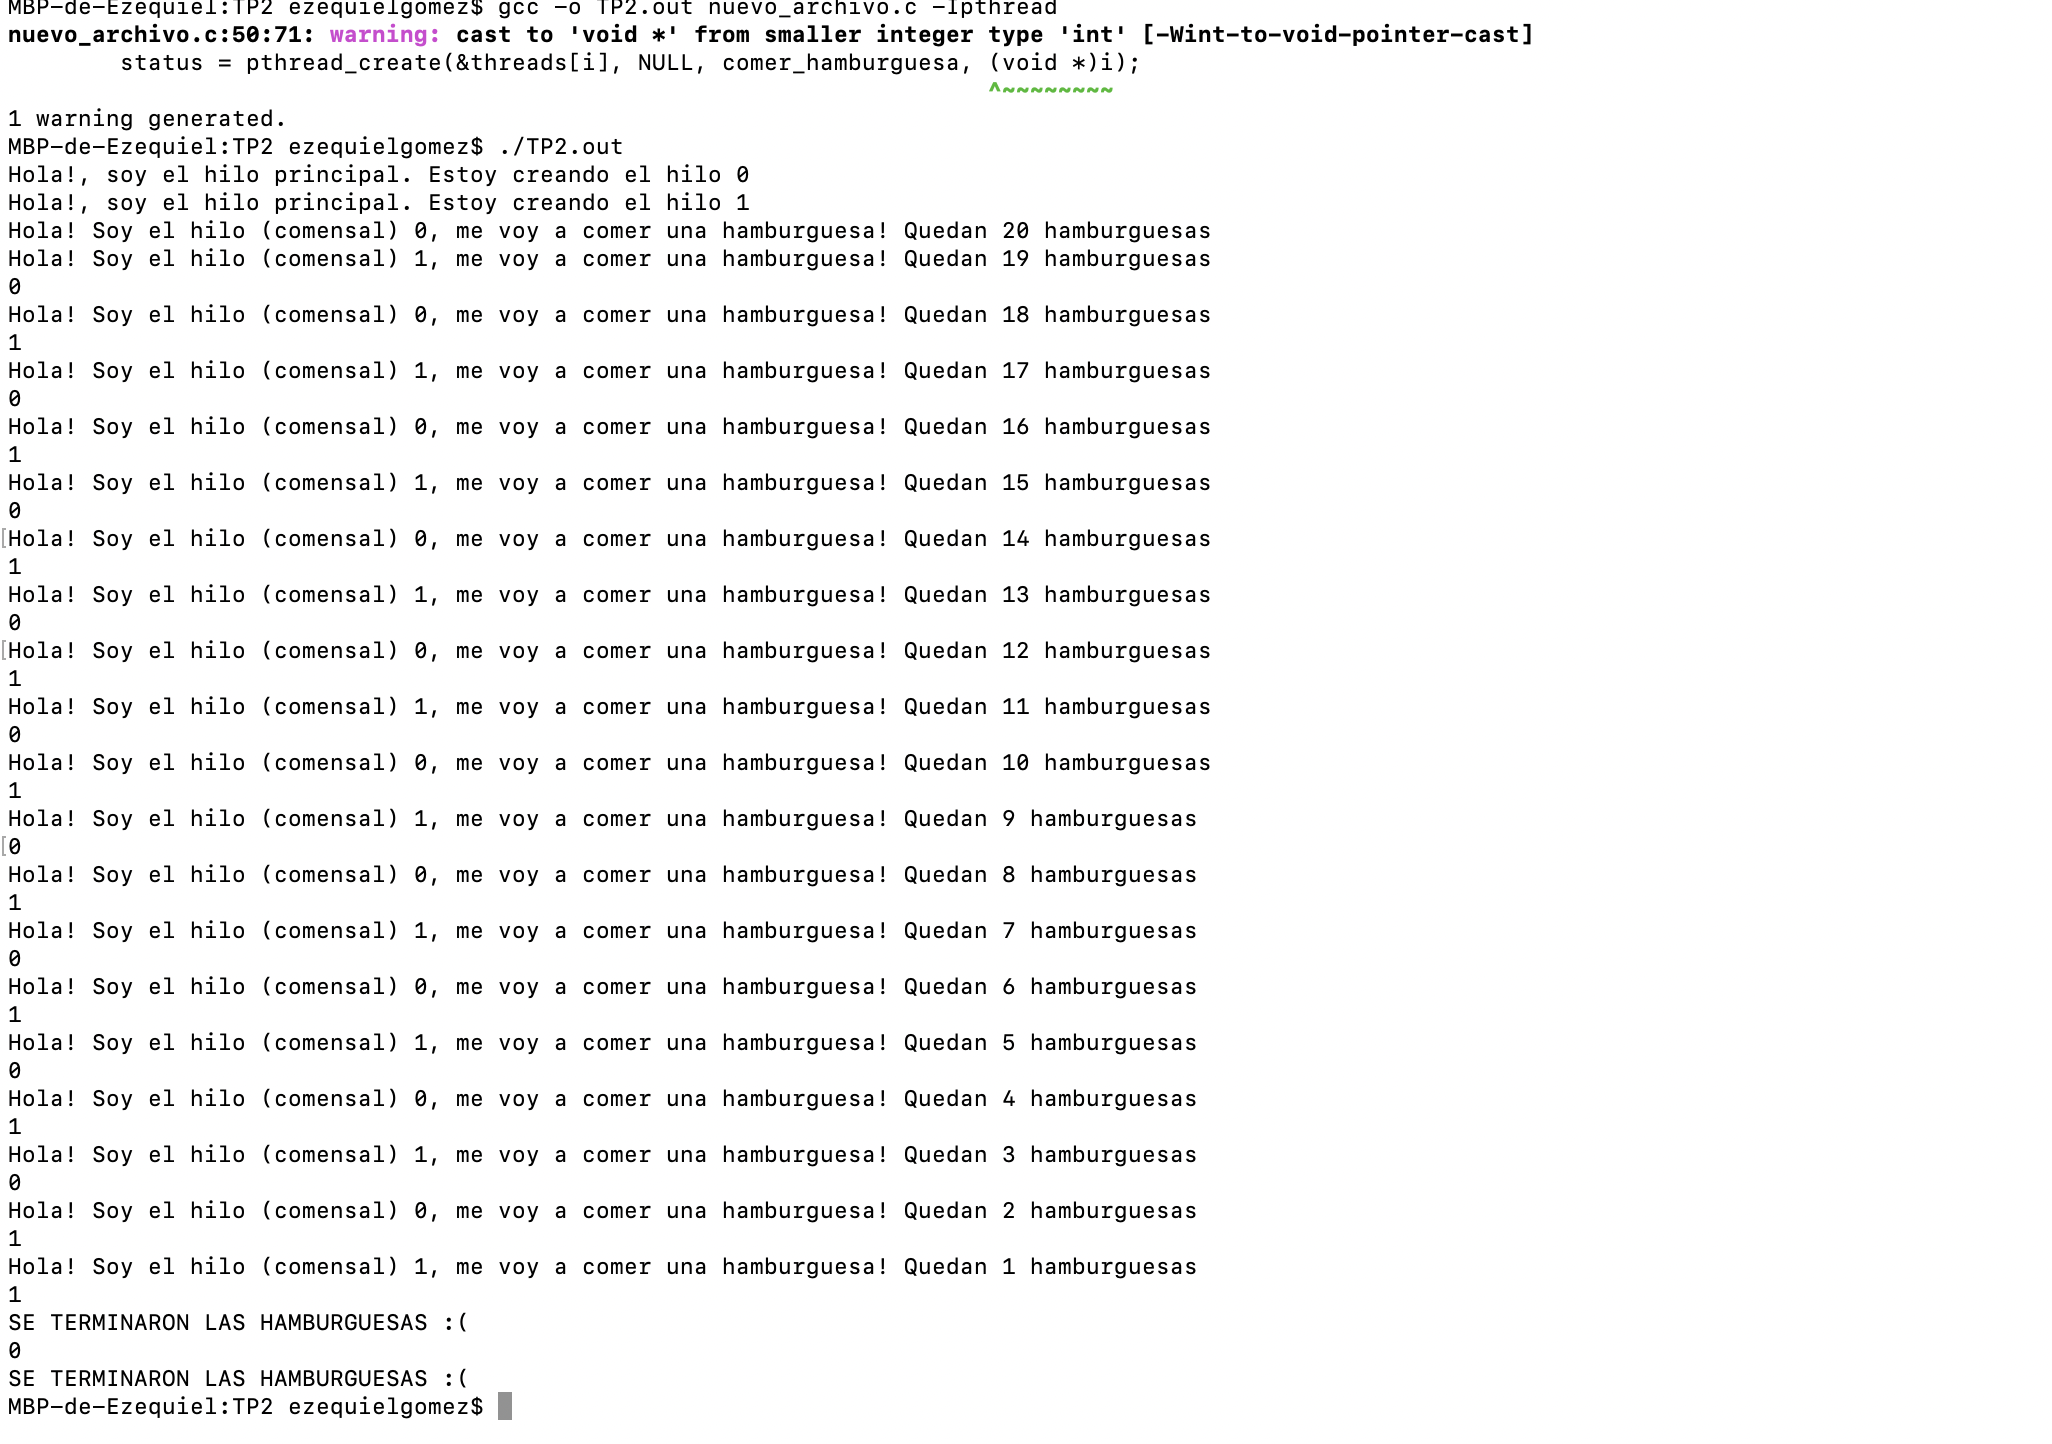 MBP-de-Ezequiel:TP2 ezequielgomez$ gcc -o TP2.out nuevo_archivo.c -Ipthread
nuevo_archivo.c:50:71: warning: cast to 'void *' from smaller integer type 'int' [-Wint-to-void-pointer-cast]
        status = pthread_create(&threads[i], NULL, comer_hamburguesa, (void *)i);
                                                                      ^~~~~~~~~
1 warning generated.
MBP-de-Ezequiel:TP2 ezequielgomez$ ./TP2.out
Hola!, soy el hilo principal. Estoy creando el hilo 0
Hola!, soy el hilo principal. Estoy creando el hilo 1
Hola! Soy el hilo (comensal) 0, me voy a comer una hamburguesa! Quedan 20 hamburguesas
Hola! Soy el hilo (comensal) 1, me voy a comer una hamburguesa! Quedan 19 hamburguesas
0
Hola! Soy el hilo (comensal) 0, me voy a comer una hamburguesa! Quedan 18 hamburguesas
1
Hola! Soy el hilo (comensal) 1, me voy a comer una hamburguesa! Quedan 17 hamburguesas
0
Hola! Soy el hilo (comensal) 0, me voy a comer una hamburguesa! Quedan 16 hamburguesas
1
Hola! Soy el hilo (comensal) 1, me voy a comer una hamburguesa! Quedan 15 hamburguesas
0
[Hola! Soy el hilo (comensal) 0, me voy a comer una hamburguesa! Quedan 14 hamburguesas
1
Hola! Soy el hilo (comensal) 1, me voy a comer una hamburguesa! Quedan 13 hamburguesas
0
[Hola! Soy el hilo (comensal) 0, me voy a comer una hamburguesa! Quedan 12 hamburguesas
1
Hola! Soy el hilo (comensal) 1, me voy a comer una hamburguesa! Quedan 11 hamburguesas
0
Hola! Soy el hilo (comensal) 0, me voy a comer una hamburguesa! Quedan 10 hamburguesas
1
Hola! Soy el hilo (comensal) 1, me voy a comer una hamburguesa! Quedan 9 hamburguesas
[0
Hola! Soy el hilo (comensal) 0, me voy a comer una hamburguesa! Quedan 8 hamburguesas
1
Hola! Soy el hilo (comensal) 1, me voy a comer una hamburguesa! Quedan 7 hamburguesas
0
Hola! Soy el hilo (comensal) 0, me voy a comer una hamburguesa! Quedan 6 hamburguesas
1
Hola! Soy el hilo (comensal) 1, me voy a comer una hamburguesa! Quedan 5 hamburguesas
0
Hola! Soy el hilo (comensal) 0, me voy a comer una hamburguesa! Quedan 4 hamburguesas
1
Hola! Soy el hilo (comensal) 1, me voy a comer una hamburguesa! Quedan 3 hamburguesas
0
Hola! Soy el hilo (comensal) 0, me voy a comer una hamburguesa! Quedan 2 hamburguesas
1
Hola! Soy el hilo (comensal) 1, me voy a comer una hamburguesa! Quedan 1 hamburguesas
1
SE TERMINARON LAS HAMBURGUESAS :(
0
SE TERMINARON LAS HAMBURGUESAS :(
MBP-de-Ezequiel:TP2 ezequielgomez$